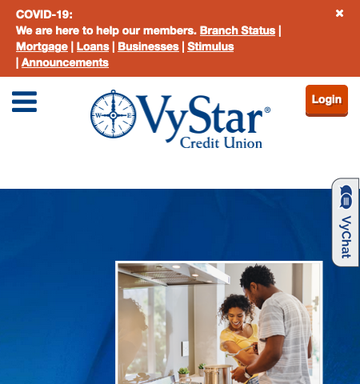 COVID-19:
We are here to help our members. Branch Status |
Mortgage | Loans | Businesses | Stimulus
| Announcements
×
Login
N
W E
S
VyStar®
Credit Union
VyChat